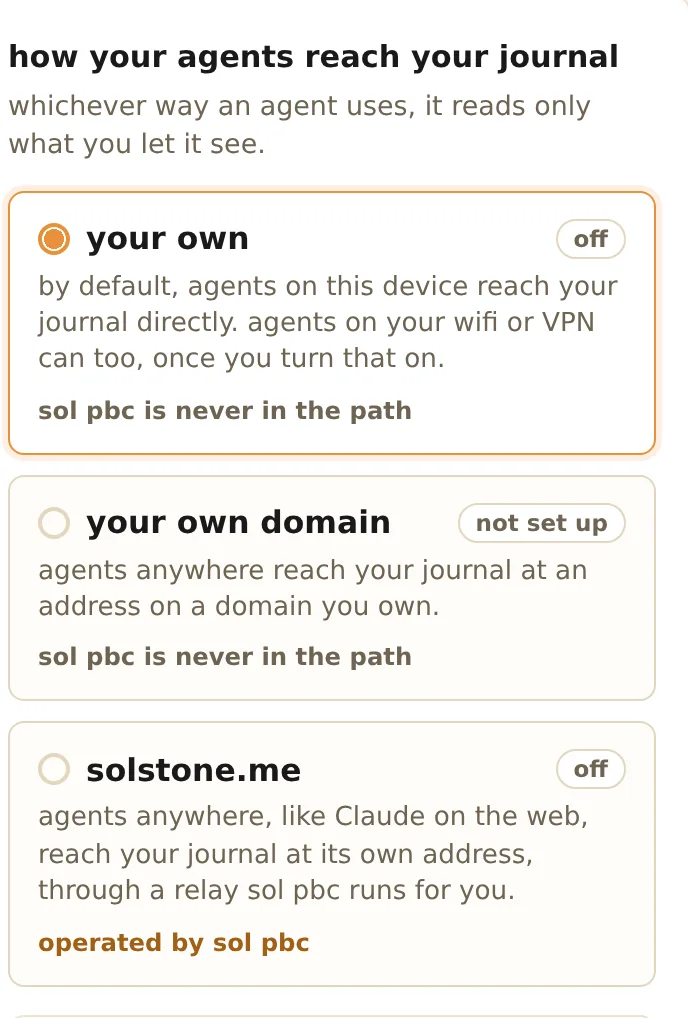 how your agents reach your journal
whichever way an agent uses, it reads only
what you let it see.
your own
off
by default, agents on this device reach your
journal directly. agents on your wifi or VPN
can too, once you turn that on.
sol pbc is never in the path
your own domain
not set up
agents anywhere reach your journal at an
address on a domain you own.
sol pbc is never in the path
solstone.me
off
agents anywhere, like Claude on the web,
reach your journal at its own address,
through a relay sol pbc runs for you.
operated by sol pbc